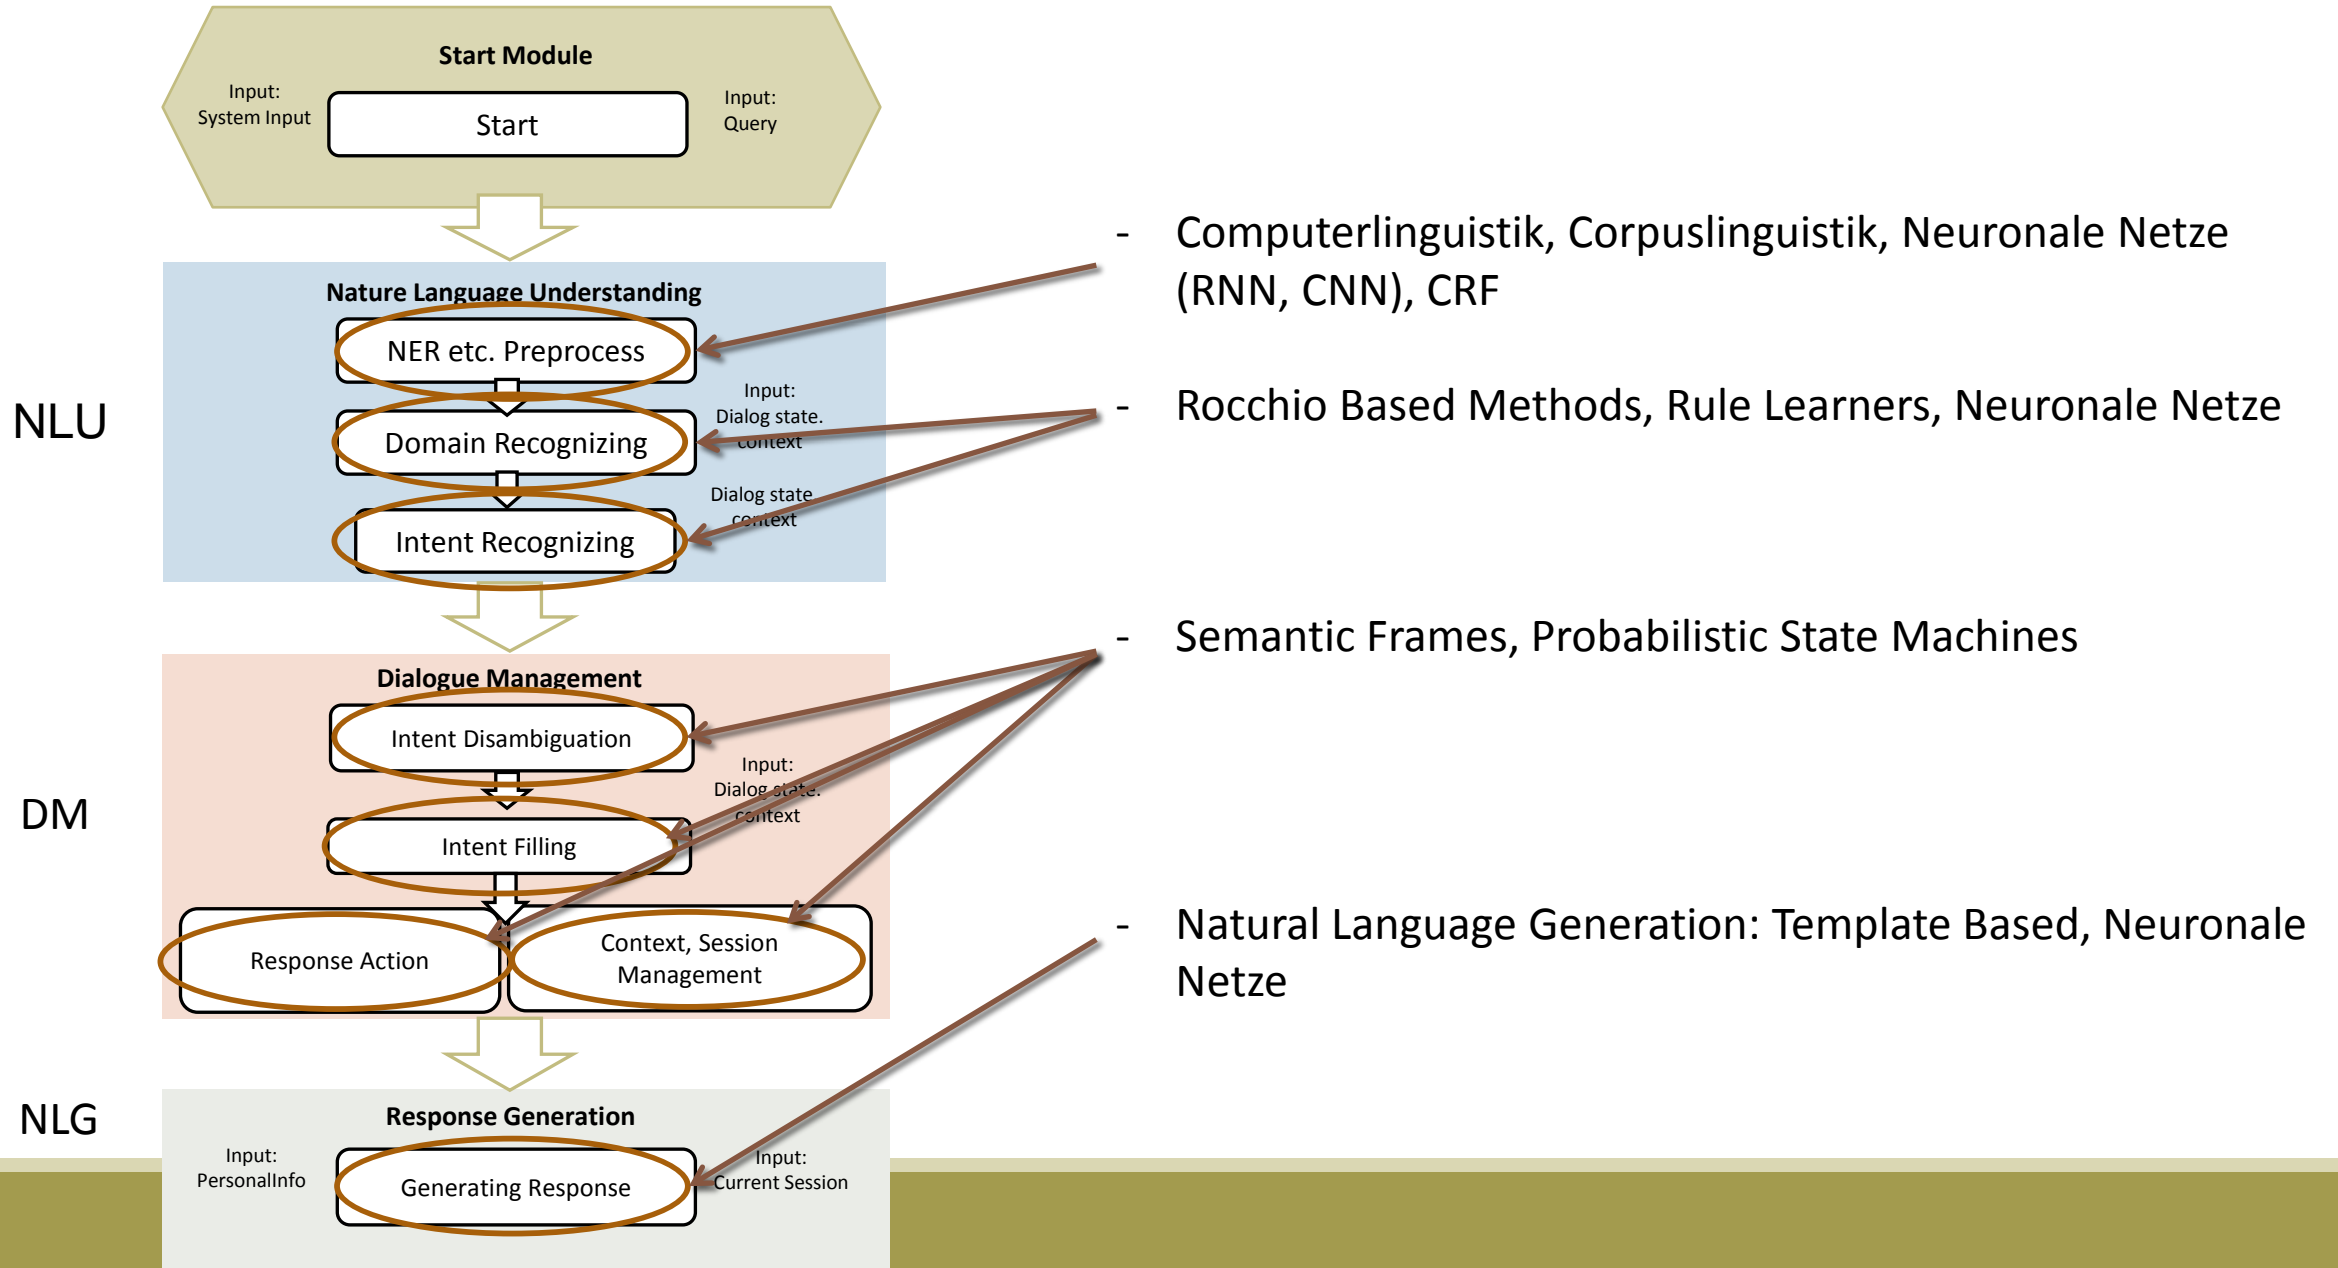 Start Module
Input:
System Input
Start
Input:
Query
NLU
Nature Language Understanding
NER etc. Preprocess
Input:
Dialog state.
context
Domain Recognizing
Dialog state
context
Intent Recognizing
- Computerlinguistik, Corpuslinguistik, Neuronale Netze
(RNN, CNN), CRF
- Rocchio Based Methods, Rule Learners, Neuronale Netze
DM
Dialogue Management
Intent Disambiguation
Input:
Dialog state.
context
Intent Filling
Response Action
Context, Session
Management
- Semantic Frames, Probabilistic State Machines
- Natural Language Generation: Template Based, Neuronale
Netze
NLG
Response Generation
Input:
PersonalInfo
Generating Response
Input:
Current Session